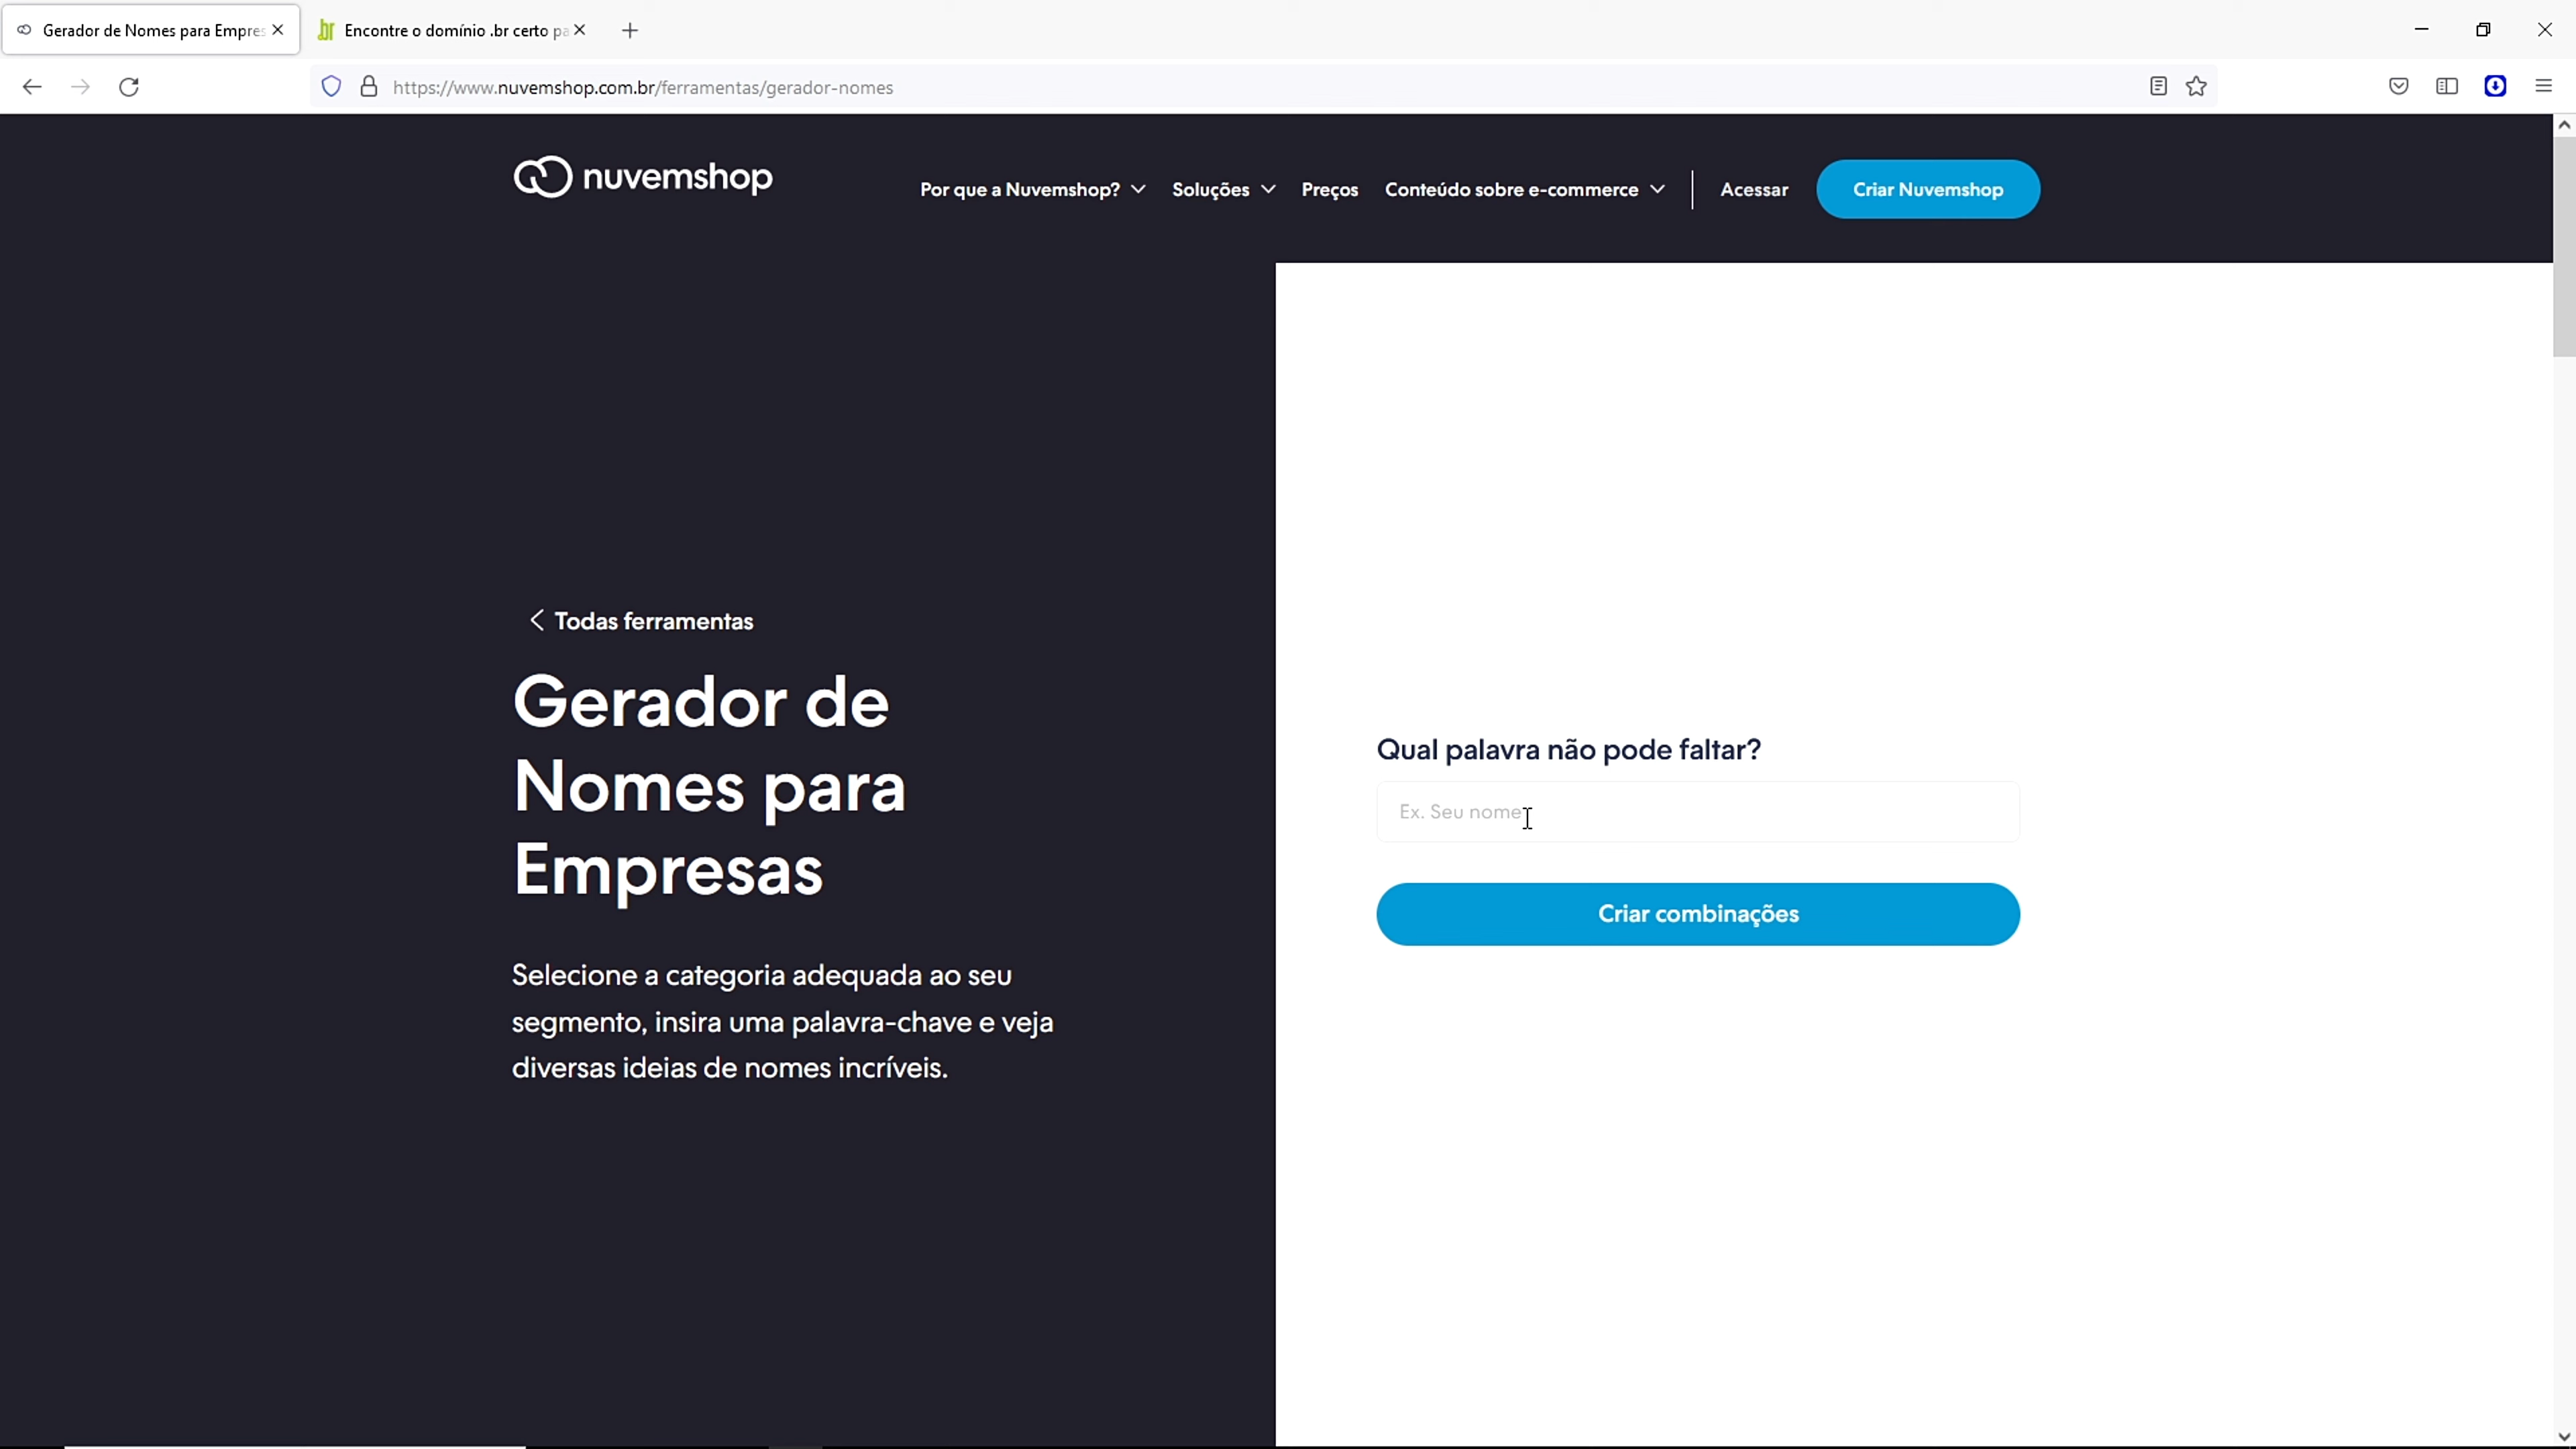 Gerador de Nomes para Empres
Encontre o domínio .br certo pa
https://www.nuvemshop.com.br/ferramentas/gerador-nomes
nuvemshop
Por que a Nuvemshop?
Soluções
Preços
Conteúdo sobre e-commerce
Acessar
Criar Nuvemshop
Todas ferramentas
Gerador de
Nomes para
Empresas
Selecione a categoria adequada ao seu
segmento, insira uma palavra-chave e veja
diversas ideias de nomes incríveis.
Qual palavra não pode faltar?
Ex. Seu nome
Criar combinações